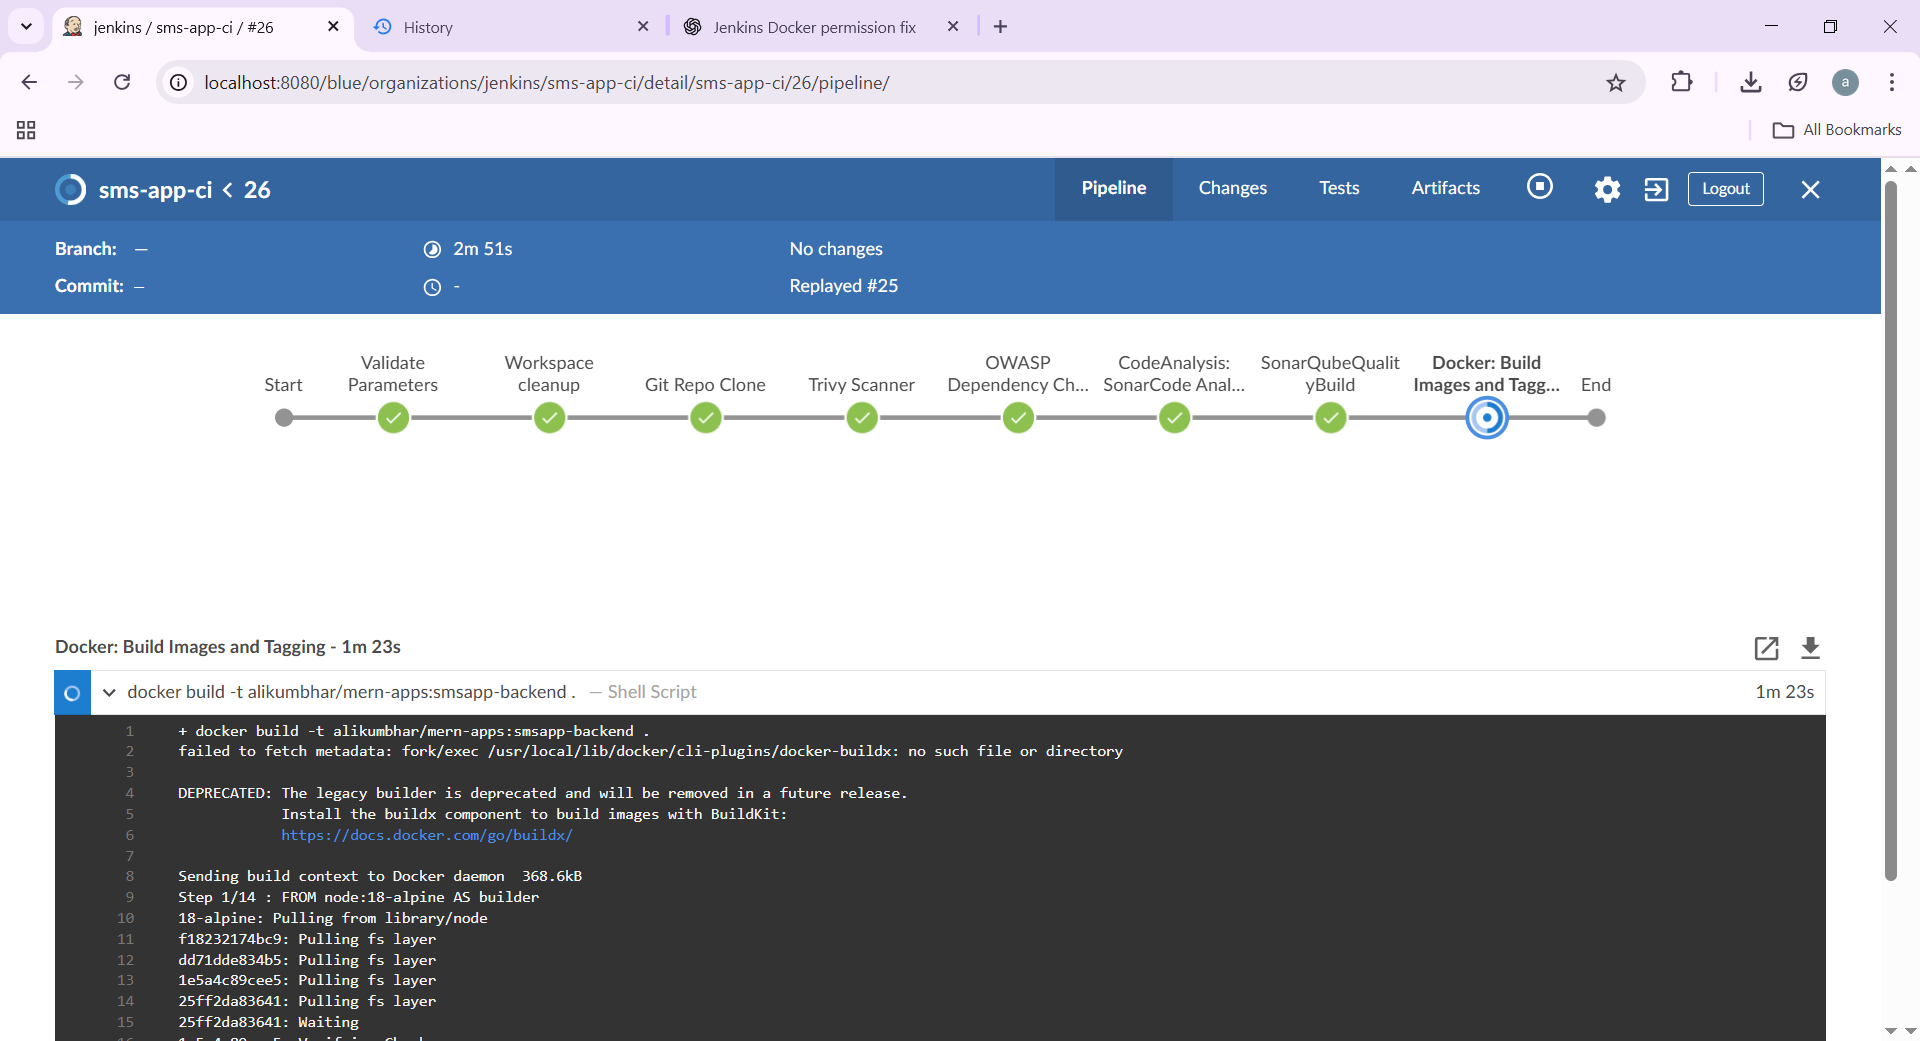 jenkins / sms-app-ci / #26
History
Jenkins Docker permission fix
localhost:8080/blue/organizations/jenkins/sms-app-ci/detail/sms-app-ci/26/pipeline/
a
All Bookmarks
sms-app-ci < 26
Pipeline
Changes
Tests
Artifacts
Logout
Branch: —
2m 51s
No changes
Commit: —
-
Replayed #25
Start
Validate
Parameters
Workspace
cleanup
Git Repo Clone
Trivy Scanner
OWASP
Dependency Ch...
CodeAnalysis:
SonarCode Anal...
SonarQubeQualit
yBuild
Docker: Build
Images and Tagg...
End
Docker: Build Images and Tagging - 1m 23s
docker build -t alikumbhar/mern-apps:smsapp-backend . — Shell Script
1m 23s
1 + docker build -t alikumbhar/mern-apps:smsapp-backend .
2 failed to fetch metadata: fork/exec /usr/local/lib/docker/cli-plugins/docker-buildx: no such file or directory
3
4 DEPRECATED: The legacy builder is deprecated and will be removed in a future release.
5 Install the buildx component to build images with BuildKit:
6 https://docs.docker.com/go/buildx/
7
8 Sending build context to Docker daemon 368.6kB
9 Step 1/14 : FROM node:18-alpine AS builder
10 18-alpine: Pulling from library/node
11 f18232174bc9: Pulling fs layer
12 dd71dde834b5: Pulling fs layer
13 1e5a4c89cee5: Pulling fs layer
14 25ff2da83641: Pulling fs layer
15 25ff2da83641: Waiting